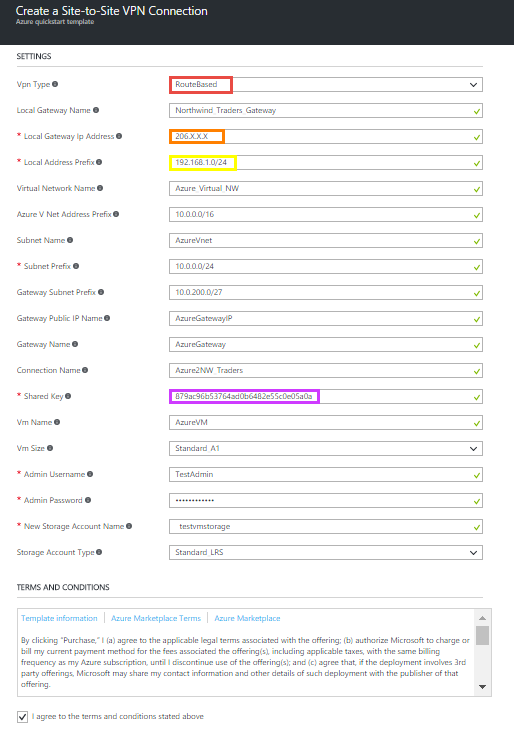 Create a Site-to-Site VPN Connection
Azure quickstart template
SETTINGS
Vpn Type RouteBased
Local Gateway Name Northwind_Traders_Gateway
* Local Gateway Ip Address 206.X.X.X
* Local Address Prefix 192.168.1.0/24
Virtual Network Name Azure_Virtual_NW
Azure V Net Address Prefix 10.0.0.0/16
Subnet Name AzureVnet
* Subnet Prefix 10.0.0.0/24
Gateway Subnet Prefix 10.0.200.0/27
Gateway Public IP Name AzureGatewayIP
Gateway Name AzureGateway
Connection Name Azure2NW_Traders
* Shared Key 879ac96b53764ad0b6482e55c0e05a0a
Vm Name AzureVM
Vm Size Standard_A1
* Admin Username TestAdmin
* Admin Password ••••••••••••
* New Storage Account Name testvmstorage
Storage Account Type Standard_LRS
TERMS AND CONDITIONS
Template information | Azure Marketplace Terms | Azure Marketplace
By clicking "Purchase," I (a) agree to the applicable legal terms associated with the offering; (b) authorize Microsoft to charge or
bill my current payment method for the fees associated the offering(s), including applicable taxes, with the same billing
frequency as my Azure subscription, until I discontinue use of the offering(s); and (c) agree that, if the deployment involves 3rd
party offerings, Microsoft may share my contact information and other details of such deployment with the publisher of that
offering.
I agree to the terms and conditions stated above